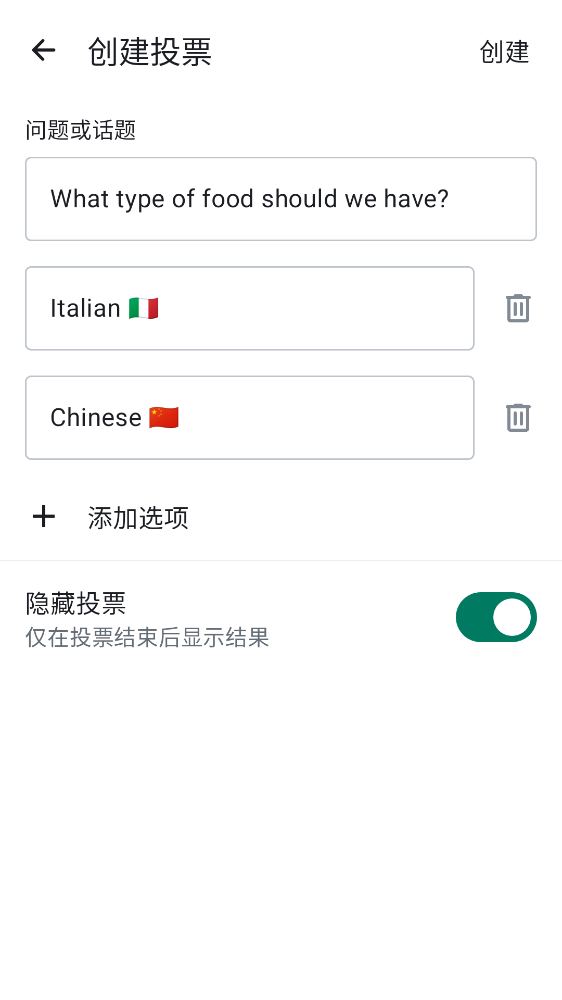 创建投票
创建
问题或话题
What type of food should we have?
Italian 🇮🇹
Chinese 🇨🇳
添加选项
隐藏投票
仅在投票结束后显示结果